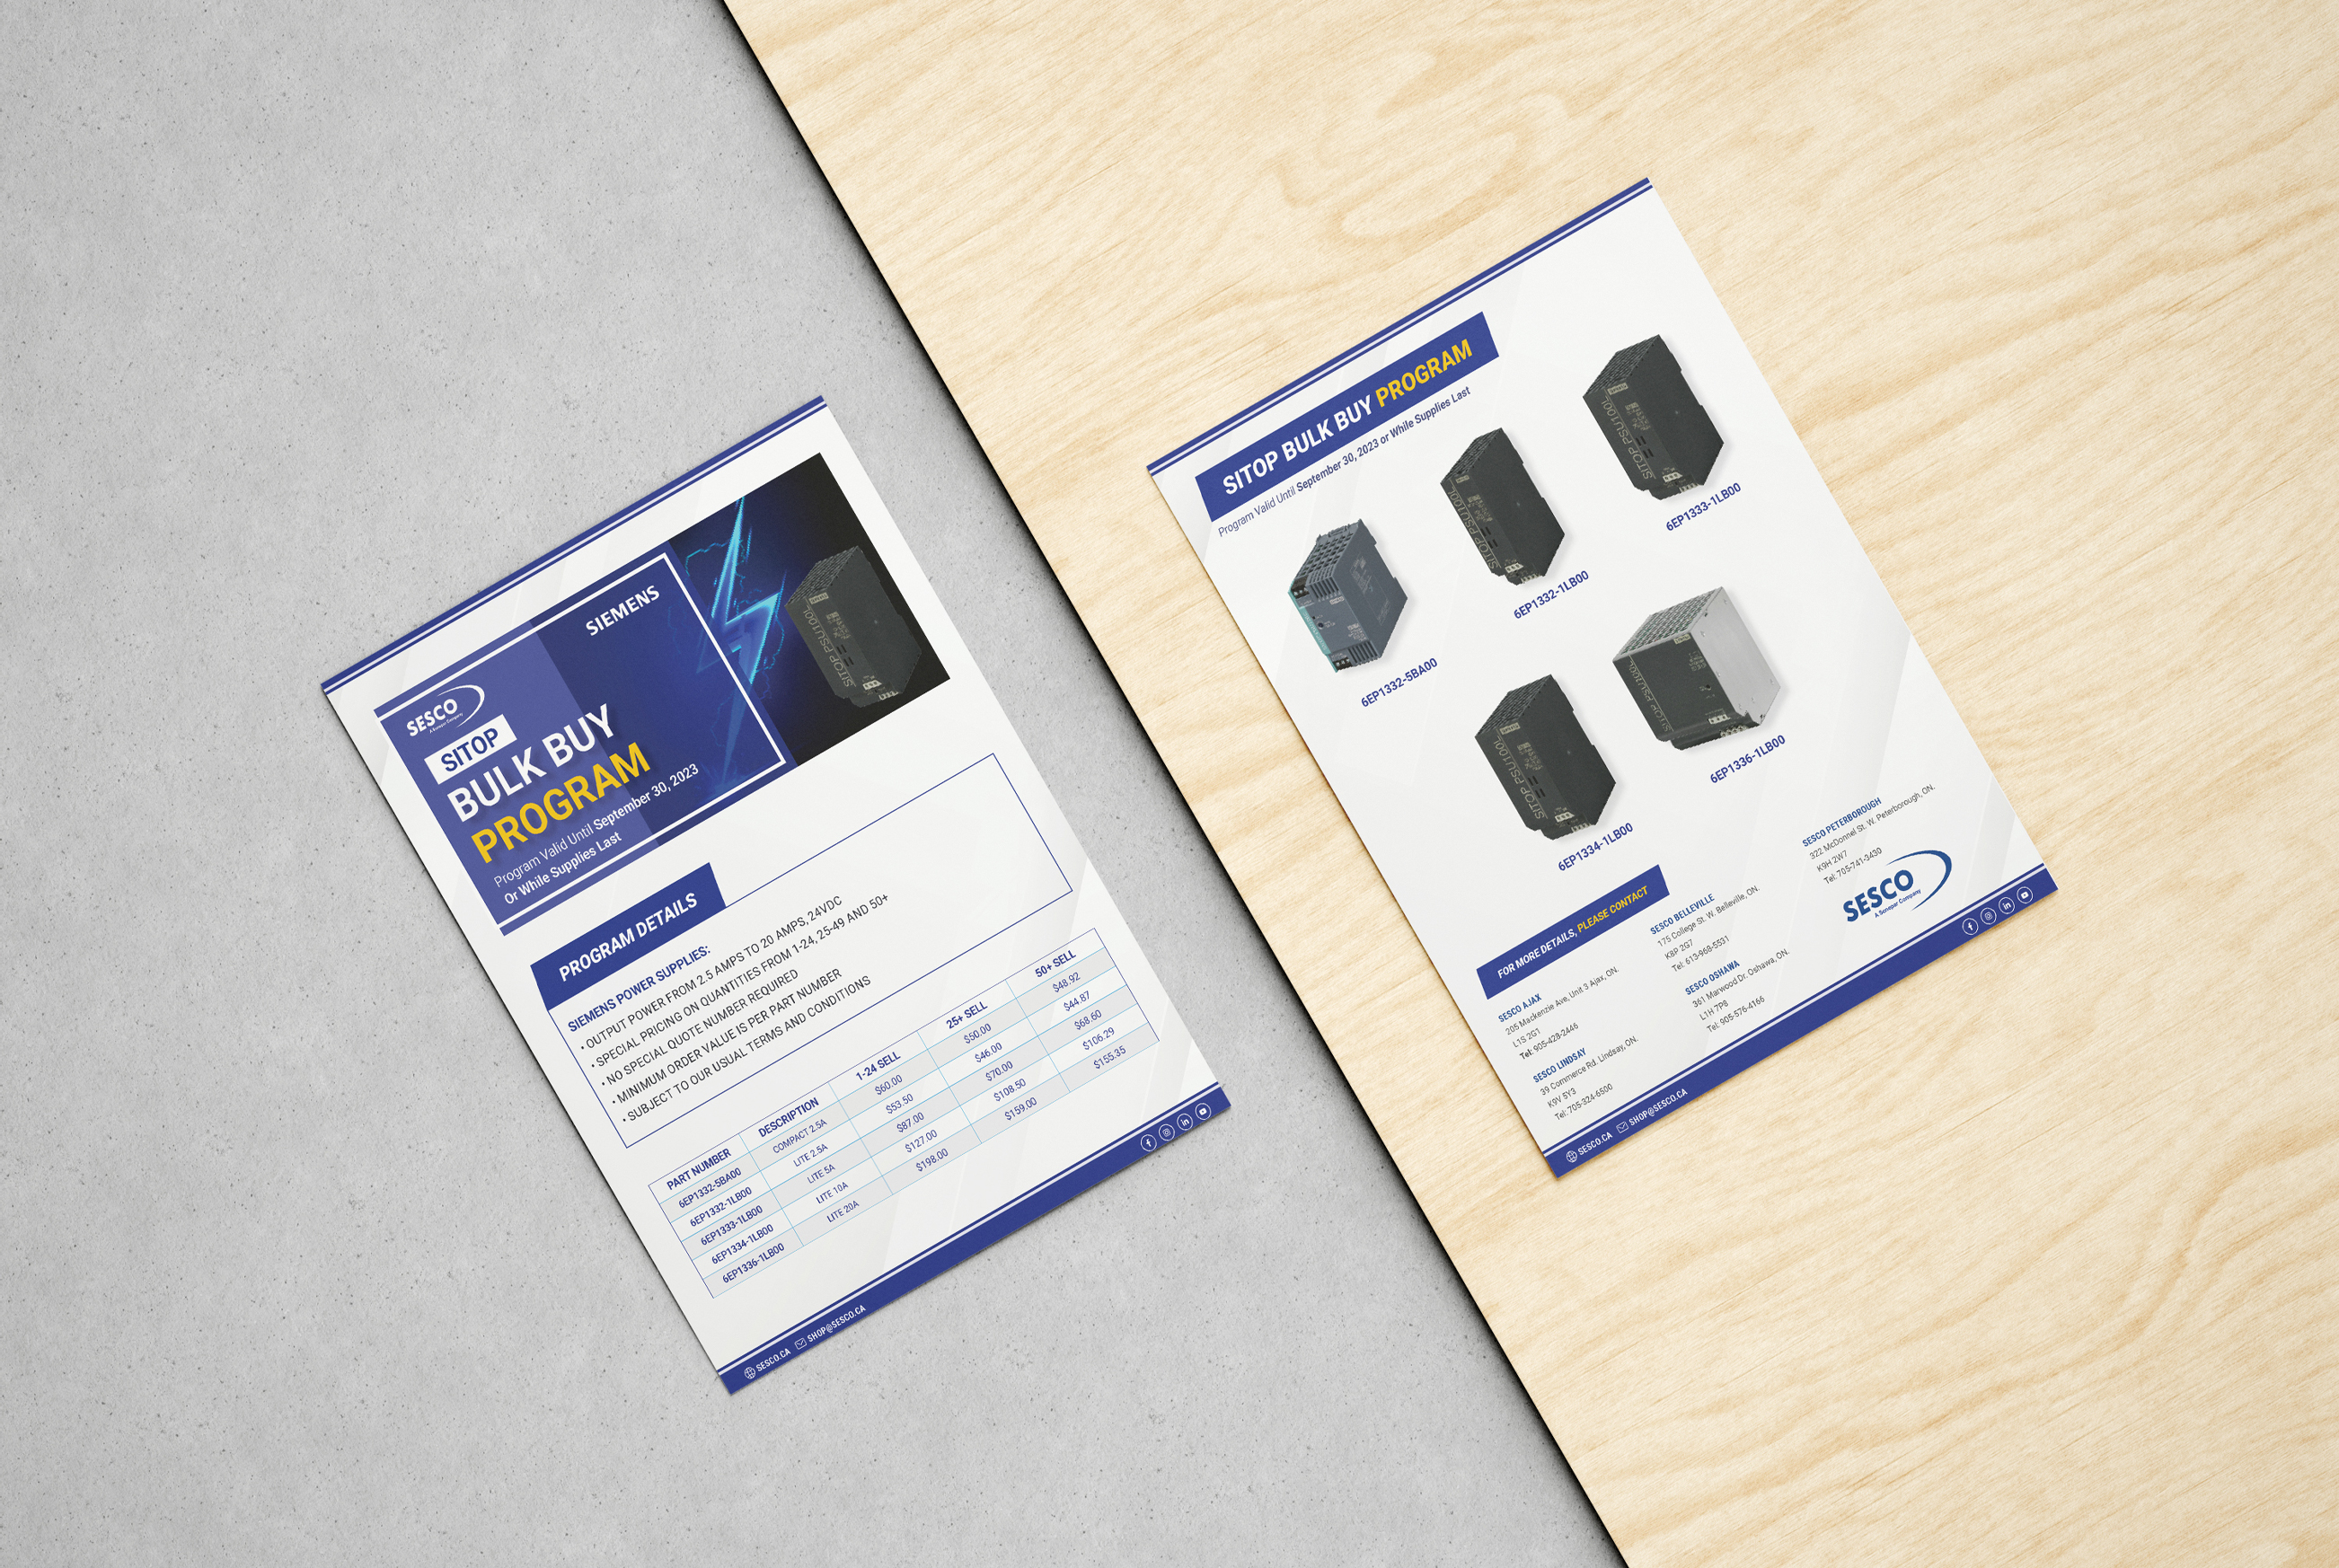 SIEMENS
SESCO
A Sonepar Company
SITOP
BULK BUY
PROGRAM
Program Valid Until September 30, 2023
Or While Supplies Last
SITOP PSU100L
PROGRAM DETAILS
SIEMENS POWER SUPPLIES:
• OUTPUT POWER FROM 2.5 AMPS TO 20 AMPS, 24VDC
• SPECIAL PRICING ON QUANTITIES FROM 1-24, 25-49 AND 50+
• NO SPECIAL QUOTE NUMBER REQUIRED
• MINIMUM ORDER VALUE IS PER PART NUMBER
• SUBJECT TO OUR USUAL TERMS AND CONDITIONS
PART NUMBER DESCRIPTION 1-24 SELL 25+ SELL 50+ SELL
6EP1332-5BA00 COMPACT 2.5A $60.00 $50.00 $48.92
6EP1332-1LB00 LITE 2.5A $53.50 $46.00 $44.87
6EP1333-1LB00 LITE 5A $87.00 $70.00 $68.60
6EP1334-1LB00 LITE 10A $127.00 $108.50 $106.29
6EP1336-1LB00 LITE 20A $198.00 $159.00 $155.35
SESCO.CA SHOP@SESCO.CA
SITOP BULK BUY PROGRAM
Program Valid Until September 30, 2023 or While Supplies Last
6EP1332-5BA00
SITOP PSU100L
6EP1332-1LB00
SITOP PSU100L
6EP1333-1LB00
SITOP PSU100L
6EP1334-1LB00
SITOP PSU100L
6EP1336-1LB00
FOR MORE DETAILS, PLEASE CONTACT
SESCO AJAX
205 Mackenzie Ave, Unit 3 Ajax, ON.
L1S 2G1
Tel: 905-428-2446
SESCO LINDSAY
39 Commerce Rd. Lindsay, ON.
K9V 5Y3
Tel: 705-324-6500
SESCO BELLEVILLE
175 College St. W. Belleville, ON.
K8P 2G7
Tel: 613-968-5531
SESCO OSHAWA
361 Marwood Dr. Oshawa, ON.
L1H 7P8
Tel: 905-576-4166
SESCO PETERBOROUGH
322 McDonnel St. W. Peterborough, ON.
K9H 2W7
Tel: 705-741-3430
SESCO
A Sonepar Company
SESCO.CA SHOP@SESCO.CA